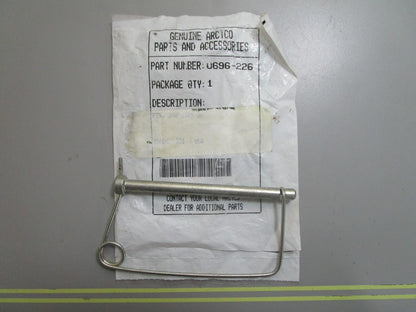 GENUINE ARCTCO
PARTS AND ACCESSORIES
PART NUMBER: 0696-226
PACKAGE QTY: 1
DESCRIPTION:
CONTACT YOUR LOCAL
DEALER FOR ADDITIONAL PARTS